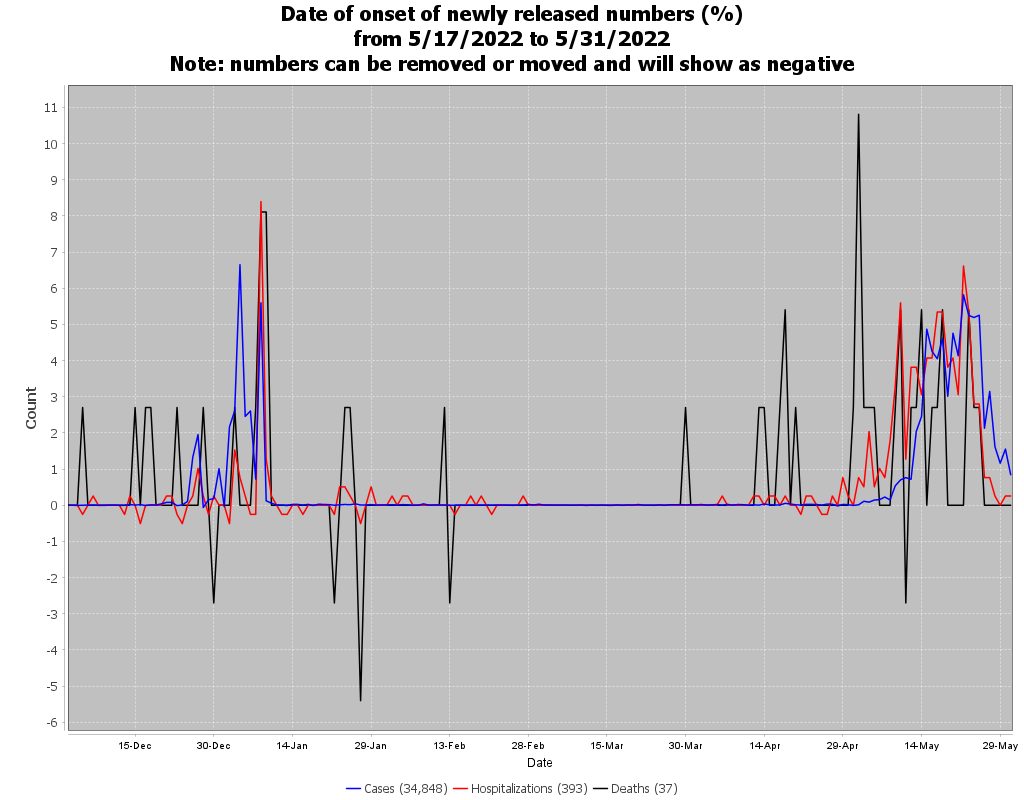 Date of onset of newly released numbers (%)
from 5/17/2022 to 5/31/2022
Note: numbers can be removed or moved and will show as negative
Count
11
10
9
8
7
6
5
4
3
2
1
0
-1
-2
-3
-4
-5
-6
15-Dec 30-Dec 14-Jan 29-Jan 13-Feb 28-Feb 15-Mar 30-Mar 14-Apr 29-Apr 14-May 29-May
Date
Cases (34,848) Hospitalizations (393) Deaths (37)